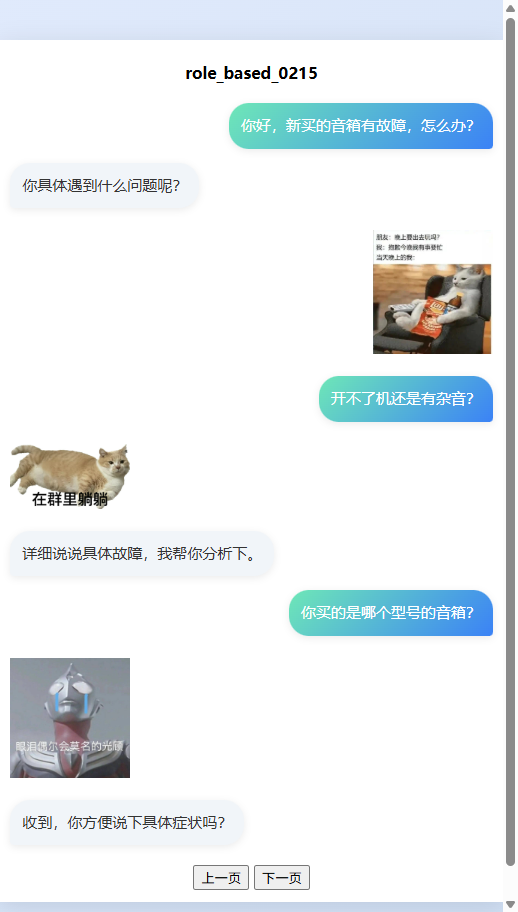 role_based_0215
你好，新买的音箱有故障，怎么办？
你具体遇到什么问题呢？
朋友：晚上要出去玩吗？
我：抱歉今晚我有事要忙
当天晚上的我：
开不了机还是有杂音？
在群里躺躺
详细说说具体故障，我帮你分析下。
你买的是哪个型号的音箱？
眼泪偶尔会莫名的光顾
收到，你方便说下具体症状吗？
上一页 下一页